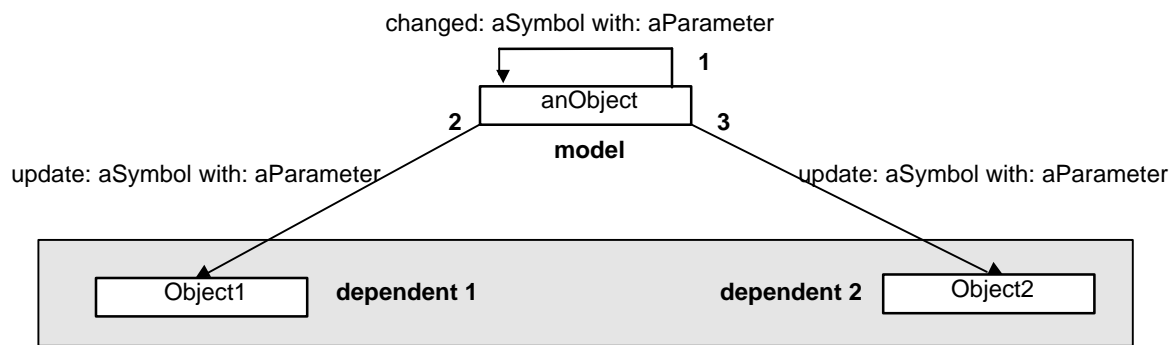 changed: aSymbol with: aParameter
1
anObject
2
3
model
update: aSymbol with: aParameter
update: aSymbol with: aParameter
Object1
dependent 1
dependent 2
Object2